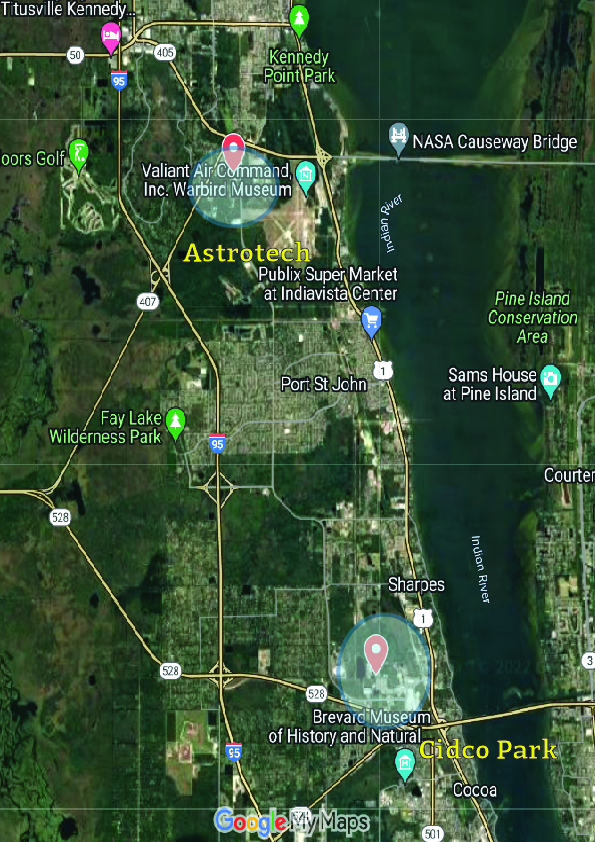 Titusville Kennedy...
50
405
95
Kennedy
Point Park
oors Golf
NASA Causeway Bridge
Valiant Air Command,
Inc. Warbird Museum
Indian River
Astrotech
Publix Super Market
at Indiavista Center
407
Pine Island
Conservation
Area
1
Port St John
Sams House
at Pine Island
Fay Lake
Wilderness Park
95
Courten
528
Indian River
Sharpes
1
3
528
528
Brevard Museum
of History and Natural
Cidco Park
95
Cocoa
Google My Maps
501